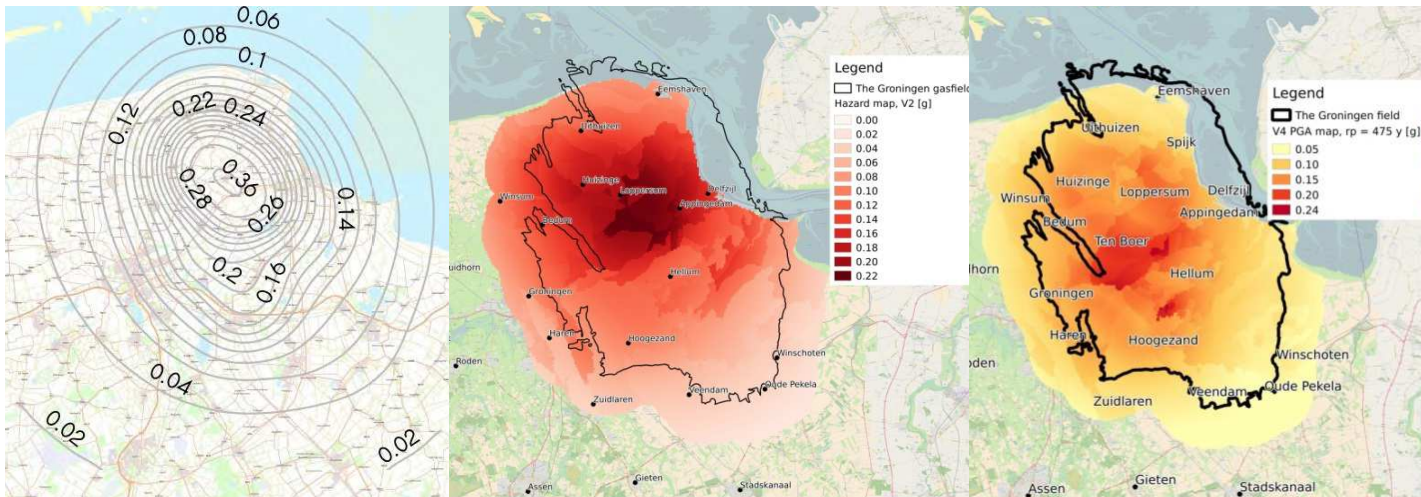 0.06
0.08
0.1
0.12
0.22
0.24
0.36
0.28
0.26
0.14
0.2
0.16
0.04
0.02
0.02
Legend
The Groningen gasfield
Hazard map, V2 [g]
0.00
0.02
0.04
0.06
0.08
0.10
0.12
0.14
0.16
0.18
0.20
0.22
Eemshaven
Uithuizen
Huizinge
Loppersum
Delfzijl
Winsum
Appingedam
Bedum
Zuidhorn
Hellum
Groningen
Haren
Hoogezand
Roden
Winschoten
Veendam
Oude Pekela
Zuidlaren
Gieten
Assen
Stadskanaal
Legend
The Groningen field
V4 PGA map, rp = 475 y [g]
0.05
0.10
0.15
0.20
0.24
Eemshaven
Uithuizen
Spijk
Huizinge
Loppersum
Delfzijl
Winsum
Appingedam
Bedum
Ten Boer
dhorn
Hellum
Groningen
Haren
Hoogezand
Winschoten
oden
Veendam
Oude Pekela
Zuidlaren
Gieten
Assen
Stadskanaal